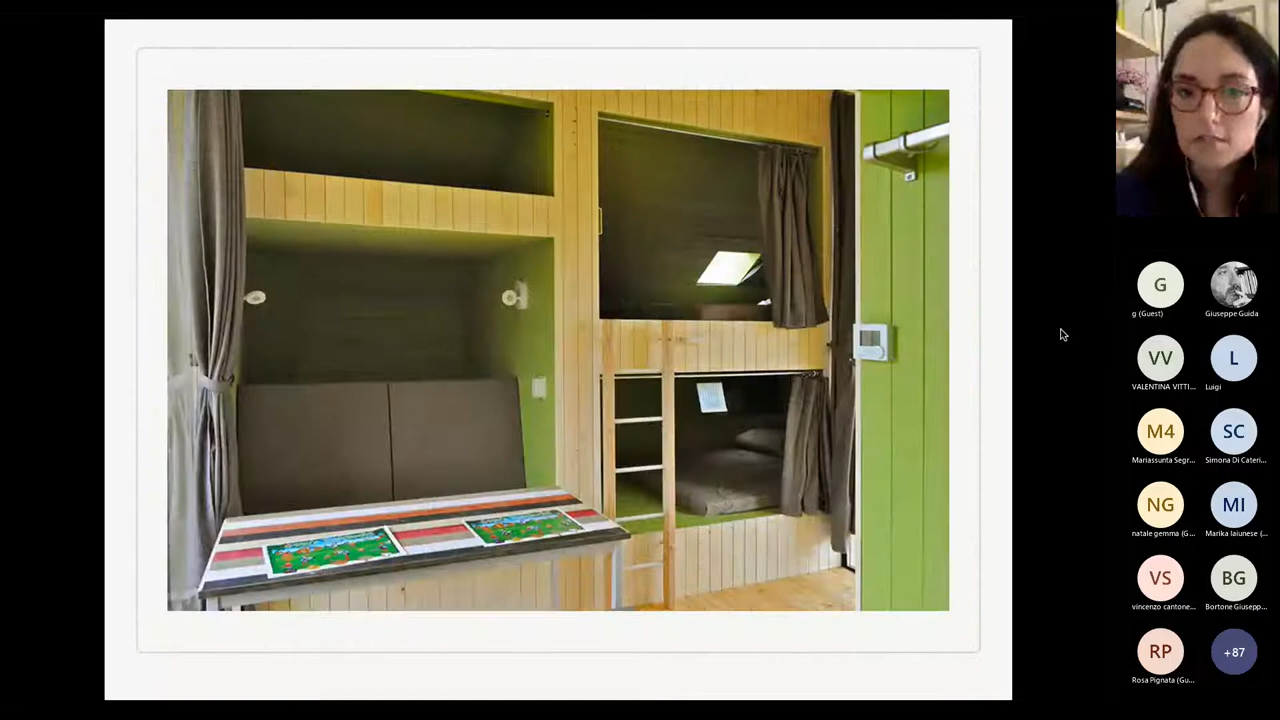 G
g (Guest)
Giuseppe Guida
VV
VALENTINA VITTI...
L
Luigi
M4
Mariassunta Segr...
SC
Simona Di Cateri...
NG
natale gemma (G...
MI
Marika Iaiunese (...
VS
vincenzo cantone...
BG
Bortone Giusepp...
RP
Rosa Pignata (Gu...
+87